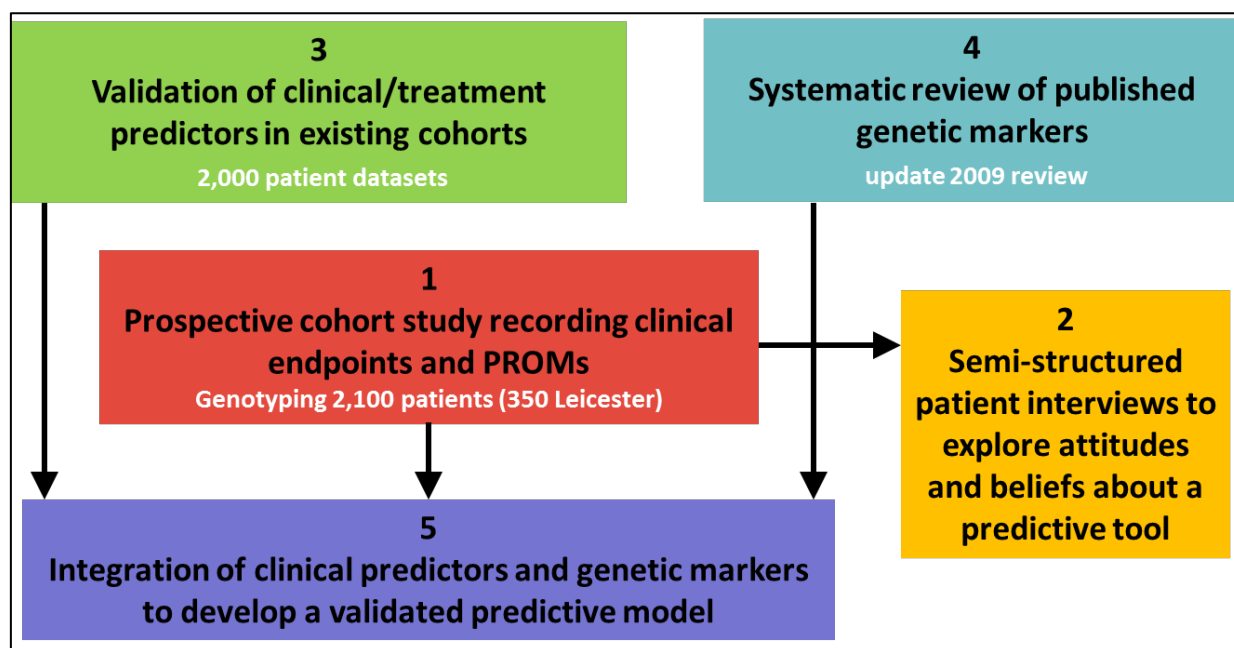 3
Validation of clinical/treatment
predictors in existing cohorts
2,000 patient datasets
4
Systematic review of published
genetic markers
update 2009 review
1
Prospective cohort study recording clinical
endpoints and PROMs
Genotyping 2,100 patients (350 Leicester)
2
Semi-structured
patient interviews to
explore attitudes
and beliefs about a
predictive tool
5
Integration of clinical predictors and genetic markers
to develop a validated predictive model